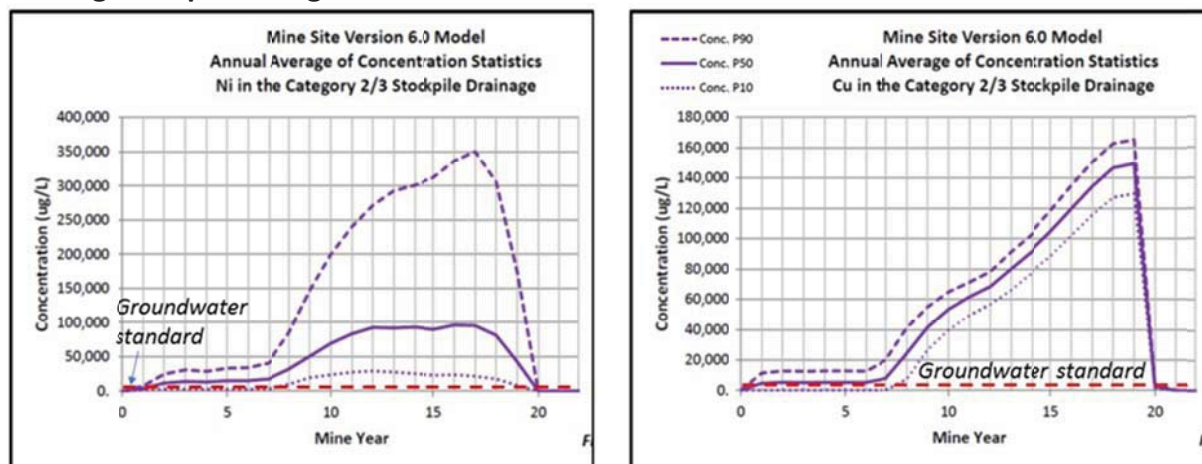 Mine Site Version 6.0 Model
Annual Average of Concentration Statistics
Ni in the Category 2/3 Stockpile Drainage
400,000
350,000
300,000
250,000
200,000
150,000
100,000
50,000
0.
Concentration (ug/L)
Groundwater
standard
0 5 10 15 20
Mine Year
Conc. P90
Conc. P50
Conc. P10
Mine Site Version 6.0 Model
Annual Average of Concentration Statistics
Cu in the Category 2/3 Stockpile Drainage
180,000
160,000
140,000
120,000
100,000
80,000
60,000
40,000
20,000
0.
Concentration (ug/L)
Groundwater standard
0 5 10 15 20
Mine Year